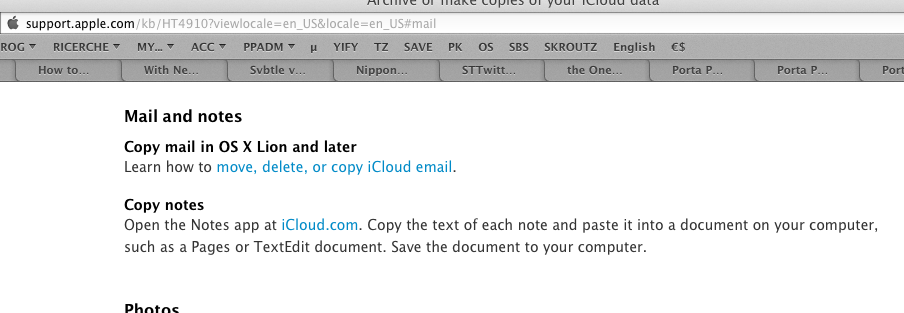 Archive or make copies of your iCloud data
support.apple.com/kb/HT4910?viewlocale=en_US&locale=en_US#mail
ROG RICERCHE MY... ACC PPADM µ YIFY TZ SAVE PK OS SBS SKROUTZ English €$
How to... With Ne... Svbtle v... Nippon... STTwitt... the One... Porta P... Porta P... Port
Mail and notes
Copy mail in OS X Lion and later
Learn how to move, delete, or copy iCloud email.
Copy notes
Open the Notes app at iCloud.com. Copy the text of each note and paste it into a document on your computer,
such as a Pages or TextEdit document. Save the document to your computer.
Photos